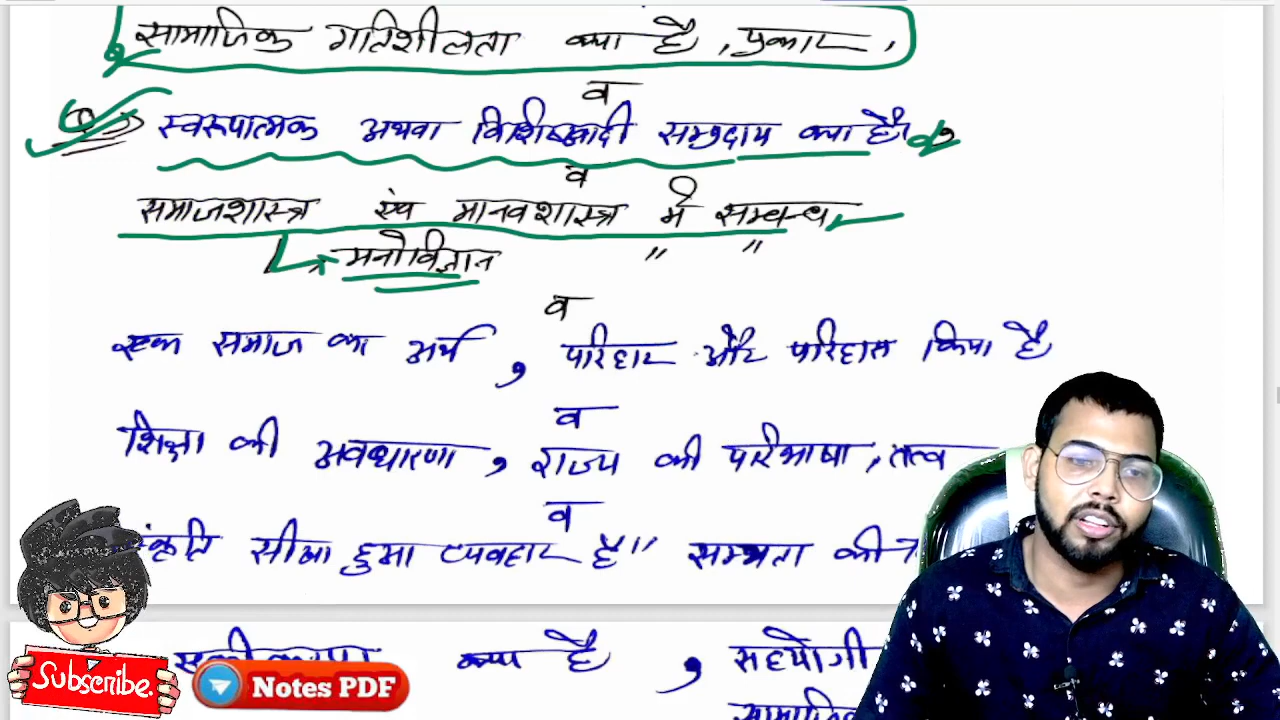 सामाजिक गतिशीलता क्या है, प्रकार,
व
स्वरूपात्मक अथवा विशिष्टवादी सम्प्रदाय क्या है।
व
समाजशास्त्र एंव मानवशास्त्र में सम्बन्ध
मनोविज्ञान " "
व
एक समाज का अर्थ, परिहार और परिहास किया है
व
शिक्षा की अवधारणा, राज्य की परिभाषा, तत्व
व
सीखा हुआ व्यवहार है" सभ्यता की
क्या है, सहयोगी
सामाजिक
Subscribe.
Notes PDF